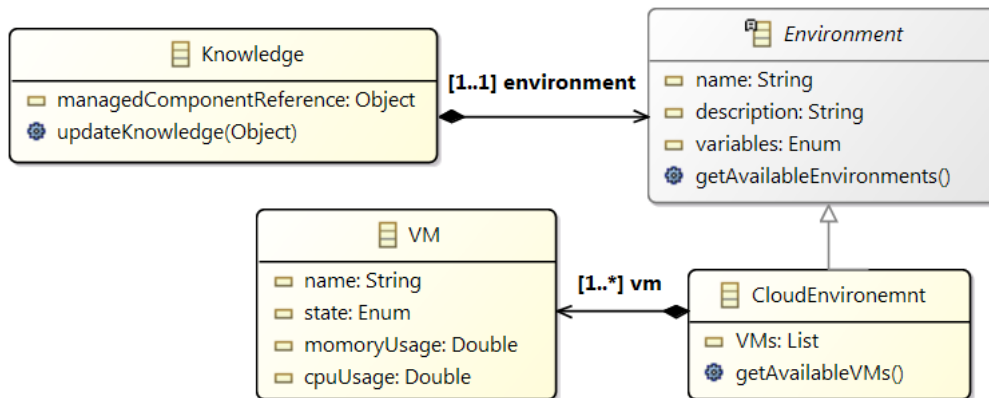 Knowledge
managedComponentReference: Object
updateKnowledge(Object)
[1..1] environment
Environment
name: String
description: String
variables: Enum
getAvailableEnvironments()
VM
name: String
state: Enum
momoryUsage: Double
cpuUsage: Double
[1..*] vm
CloudEnvironemnt
VMs: List
getAvailableVMs()